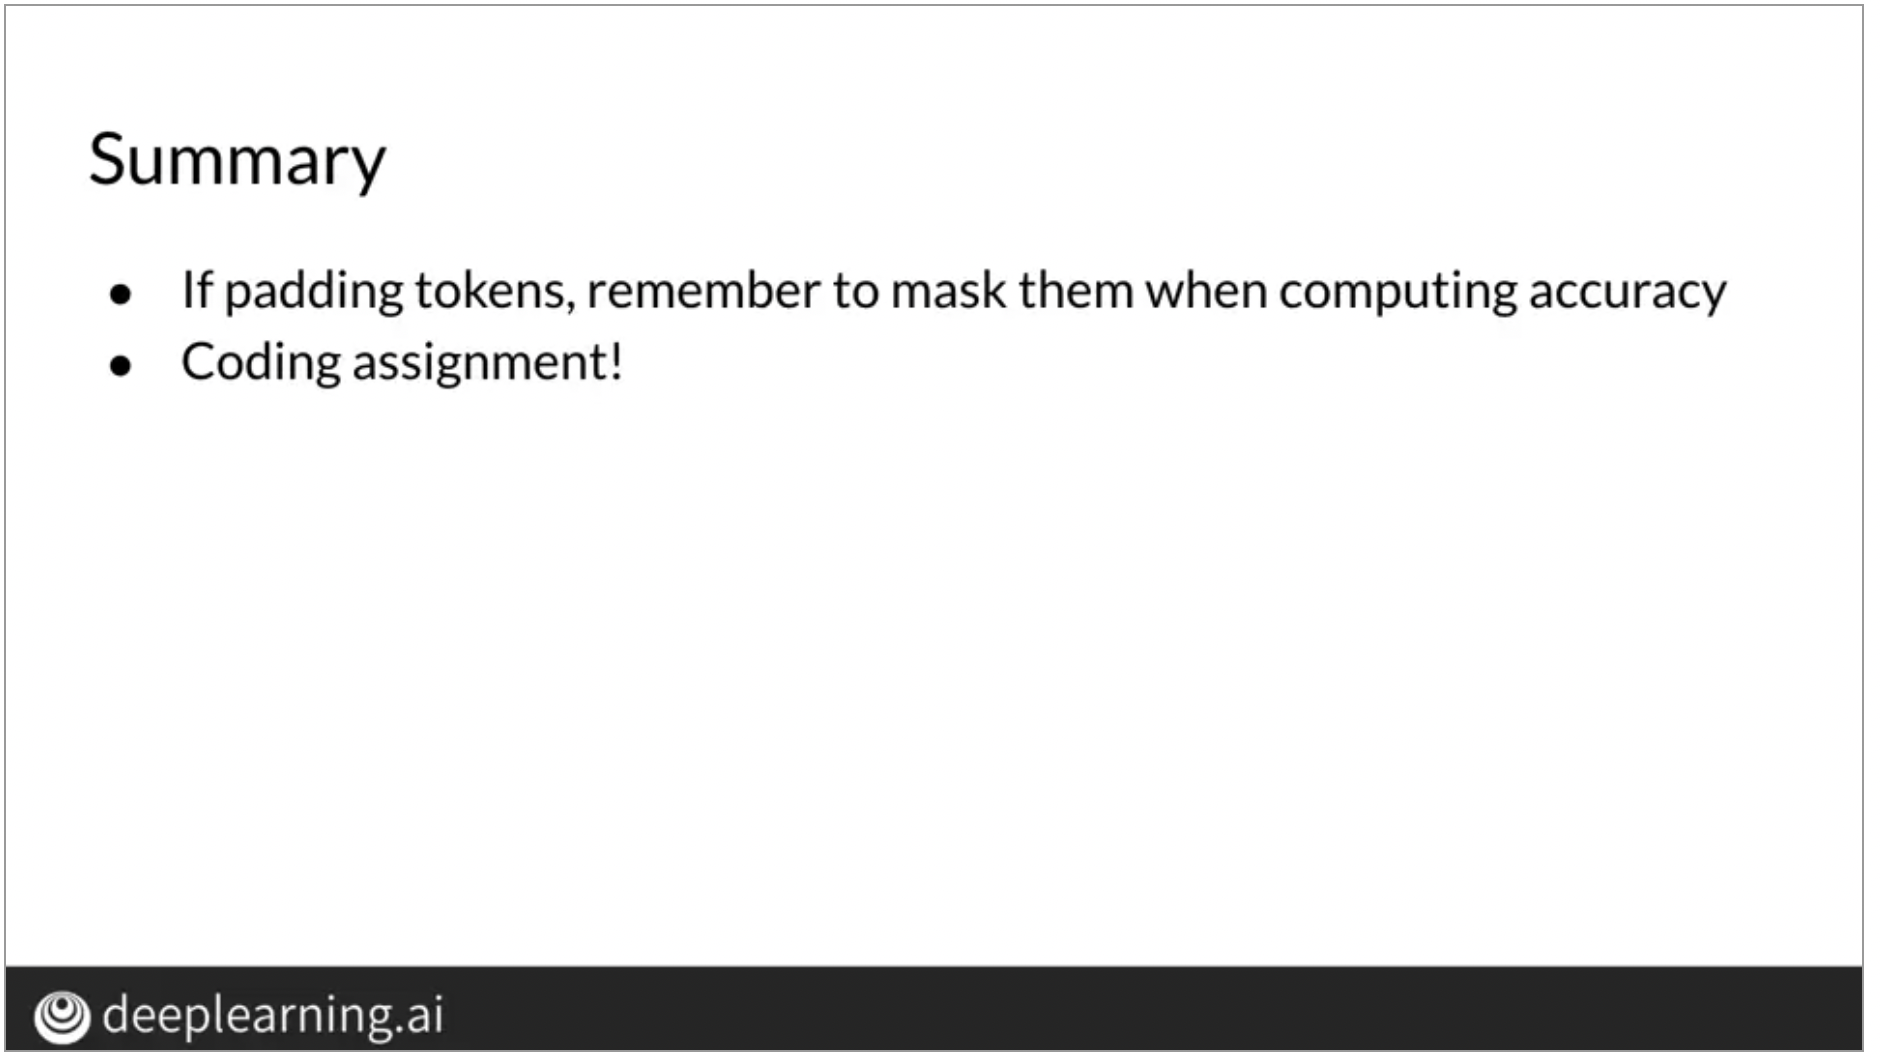 Summary
● If padding tokens, remember to mask them when computing accuracy
● Coding assignment!
deeplearning.ai